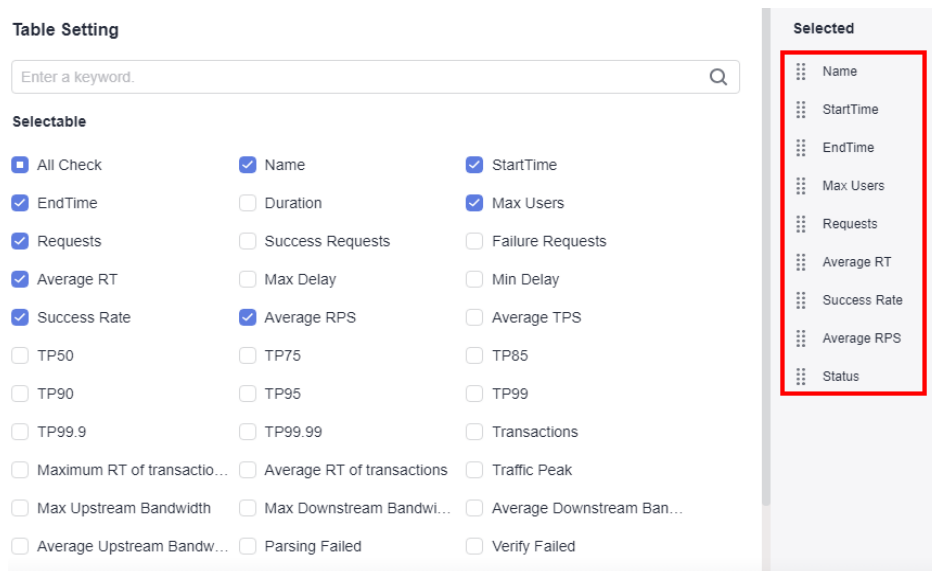 Table Setting
Enter a keyword.
Selectable
All Check Name StartTime
EndTime Duration Max Users
Requests Success Requests Failure Requests
Average RT Max Delay Min Delay
Success Rate Average RPS Average TPS
TP50 TP75 TP85
TP90 TP95 TP99
TP99.9 TP99.99 Transactions
Maximum RT of transactio... Average RT of transactions Traffic Peak
Max Upstream Bandwidth Max Downstream Bandwi... Average Downstream Ban...
Average Upstream Bandw... Parsing Failed Verify Failed
Selected
Name
StartTime
EndTime
Max Users
Requests
Average RT
Success Rate
Average RPS
Status